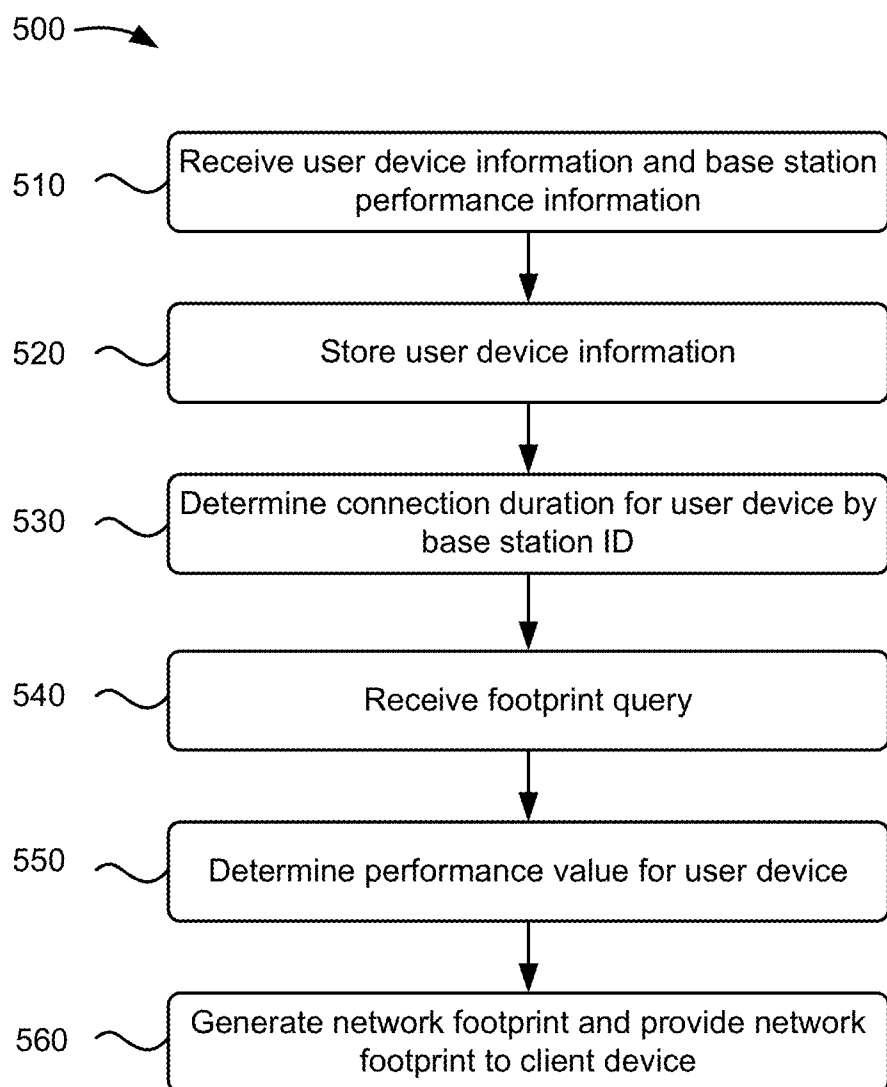 500
510
Receive user device information and base station
performance information
520
Store user device information
530
Determine connection duration for user device by
base station ID
540
Receive footprint query
550
Determine performance value for user device
560
Generate network footprint and provide network
footprint to client device